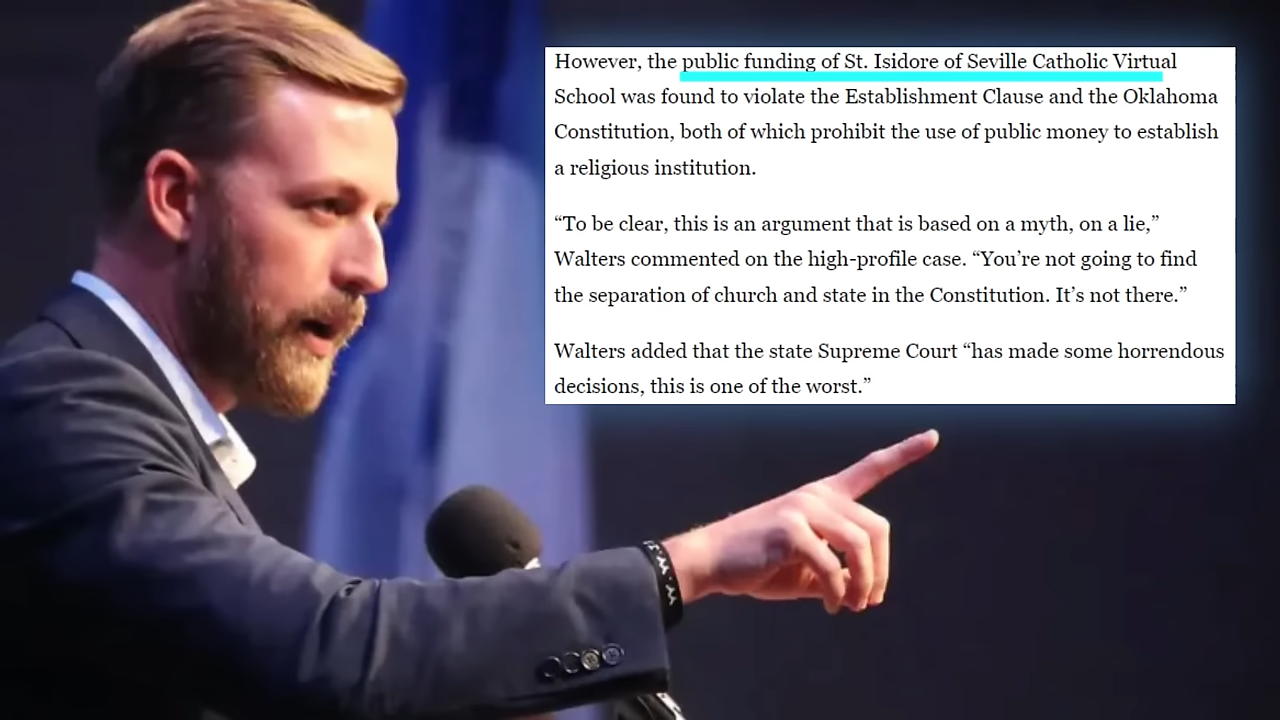 However, the public funding of St. Isidore of Seville Catholic Virtual
School was found to violate the Establishment Clause and the Oklahoma
Constitution, both of which prohibit the use of public money to establish
a religious institution.
“To be clear, this is an argument that is based on a myth, on a lie,”
Walters commented on the high-profile case. “You’re not going to find
the separation of church and state in the Constitution. It’s not there.”
Walters added that the state Supreme Court “has made some horrendous
decisions, this is one of the worst.”